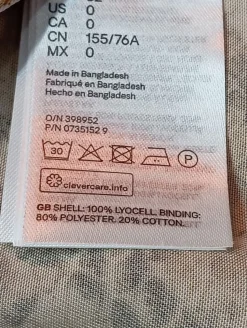 US 0
CA 0
CN 155/76A
MX 0
Made in Bangladesh
Fabriqué en Bangladesh
Hecho en Bangladesh
O/N 398952
P/N 0735152 9
30
P
clevercare.info
GB SHELL: 100% LYOCELL, BINDING:
80% POLYESTER, 20% COTTON.